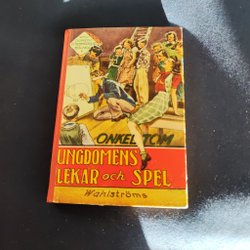 ONKEL TOM
UNGDOMENS
LEKAR och SPEL
Wahlströms